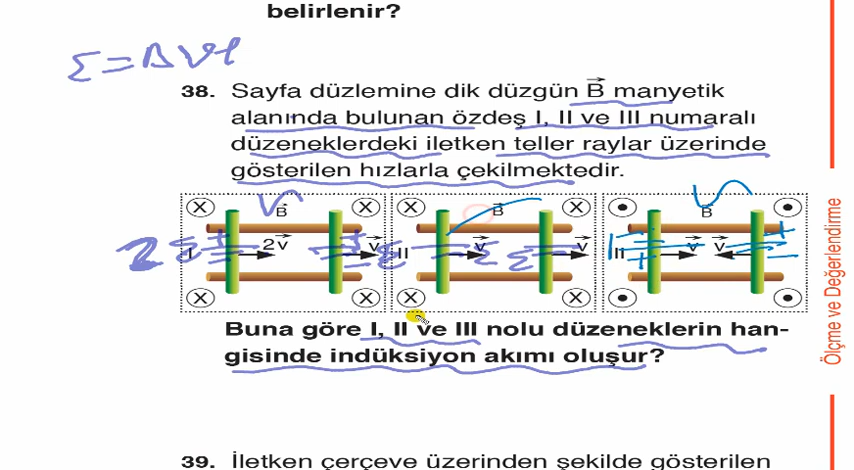 belirlenir?
Ɛ = BVl
38. Sayfa düzlemine dik düzgün B manyetik
alanında bulunan özdeş I, II ve III numaralı
düzeneklerdeki iletken teller raylar üzerinde
gösterilen hızlarla çekilmektedir.
B B B
I 2v v II v v III v v
Buna göre I, II ve III nolu düzeneklerin han-
gisinde indüksiyon akımı oluşur?
39. İletken çerçeve üzerinden şekilde gösterilen
Ölçme ve Değerlendirme